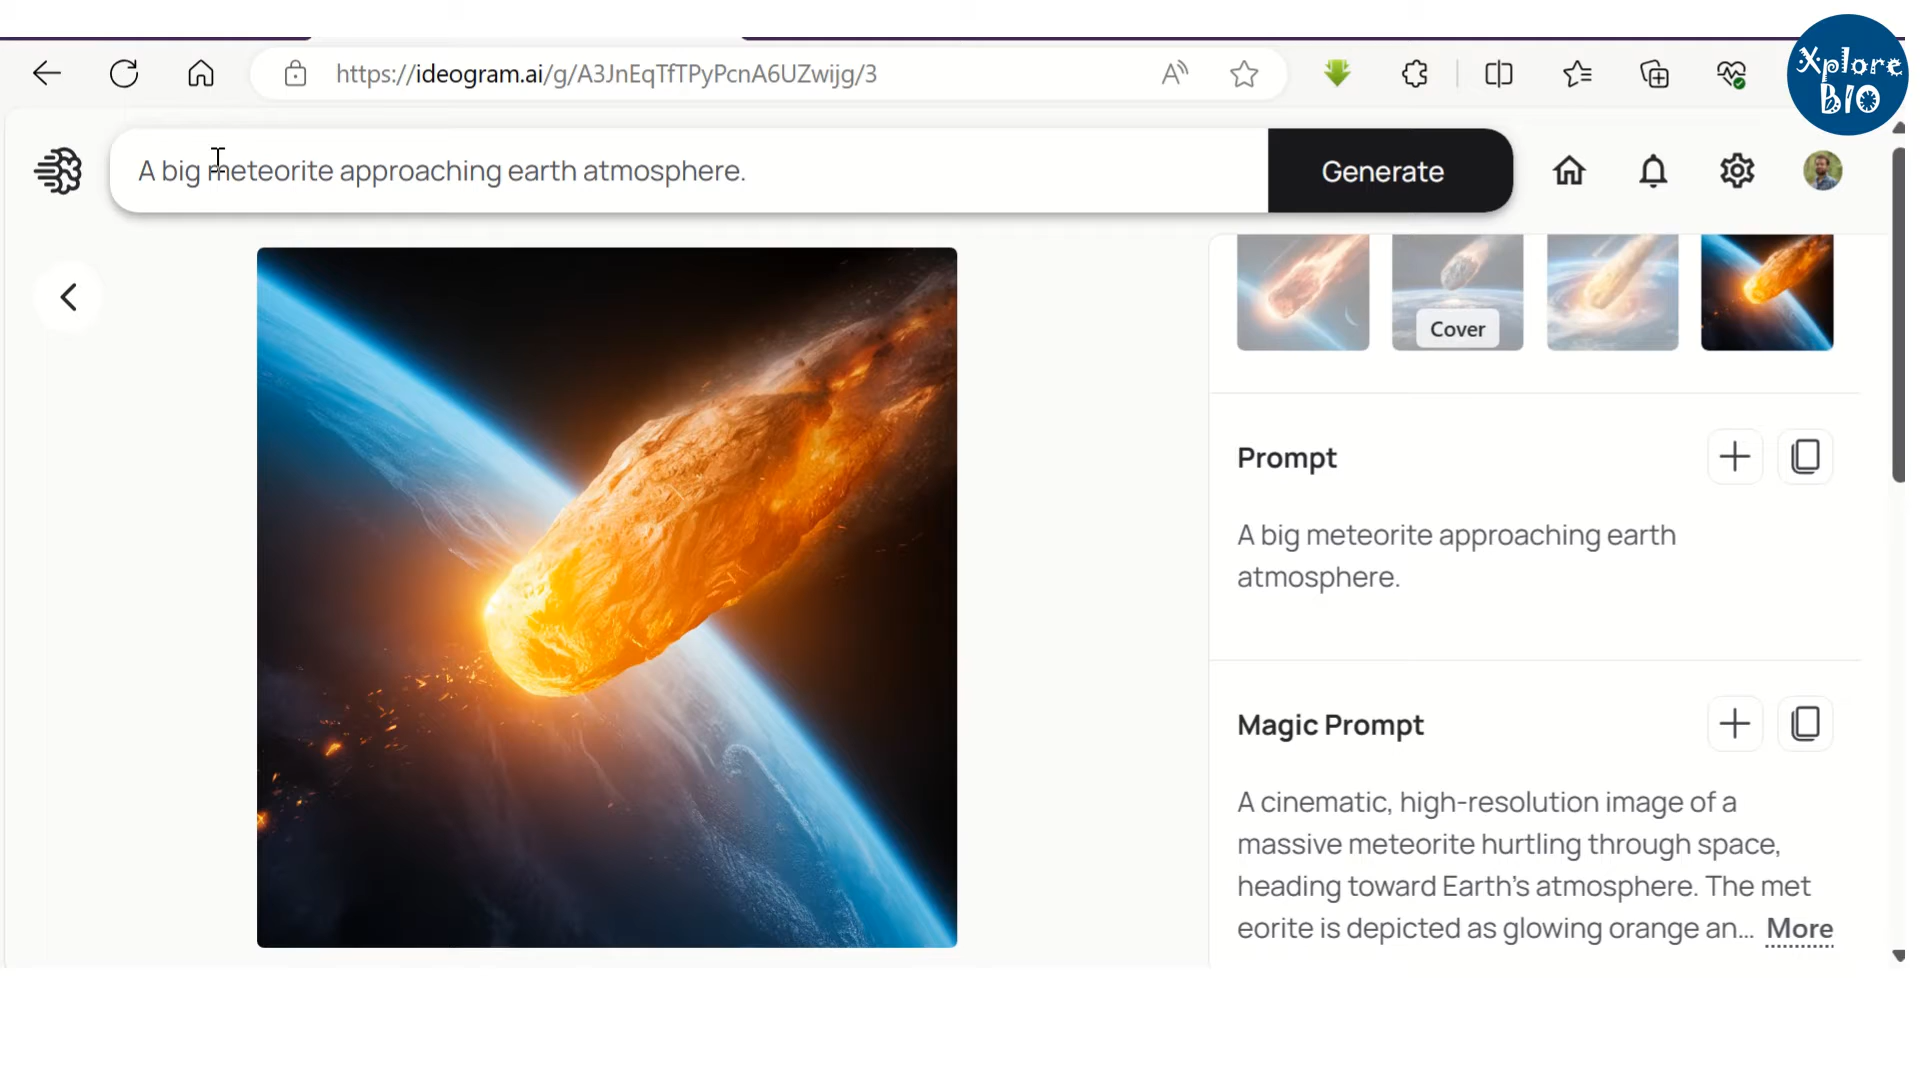 Xplore
BIO
https://ideogram.ai/g/A3JnEqTfTPyPcnA6UZwijg/3
A big meteorite approaching earth atmosphere.
Generate
Cover
Prompt
A big meteorite approaching earth
atmosphere.
Magic Prompt
A cinematic, high-resolution image of a
massive meteorite hurtling through space,
heading toward Earth's atmosphere. The met
eorite is depicted as glowing orange an... More